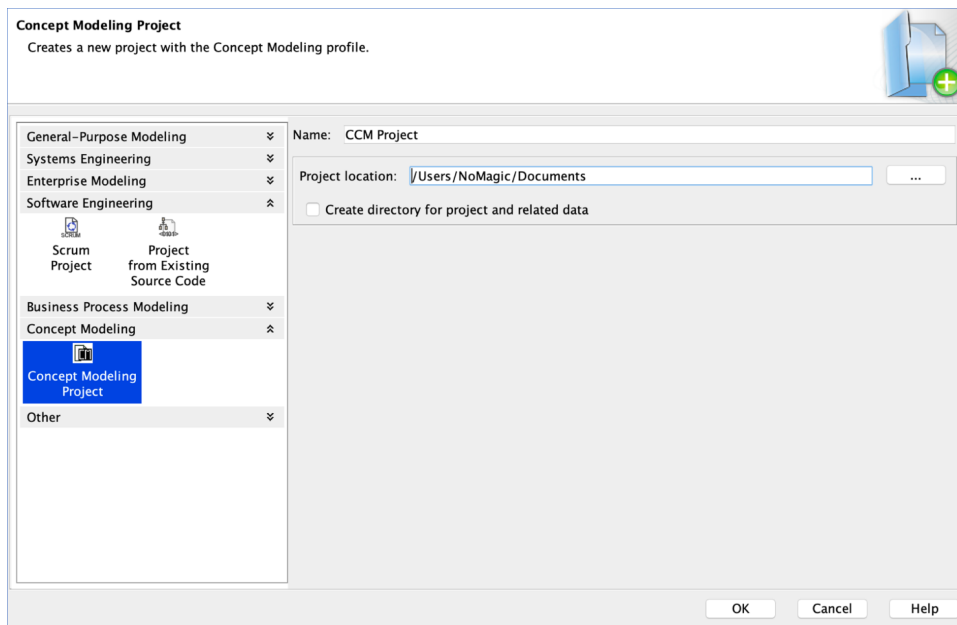 Concept Modeling Project
Creates a new project with the Concept Modeling profile.
General-Purpose Modeling
Systems Engineering
Enterprise Modeling
Software Engineering
SCRUM
Scrum
Project
Project
from Existing
Source Code
Business Process Modeling
Concept Modeling
Concept Modeling
Project
Other
Name: CCM Project
Project location: /Users/NoMagic/Documents ...
Create directory for project and related data
OK Cancel Help